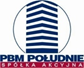 PBM POŁUDNIE
SPÓŁKA AKCYJNA